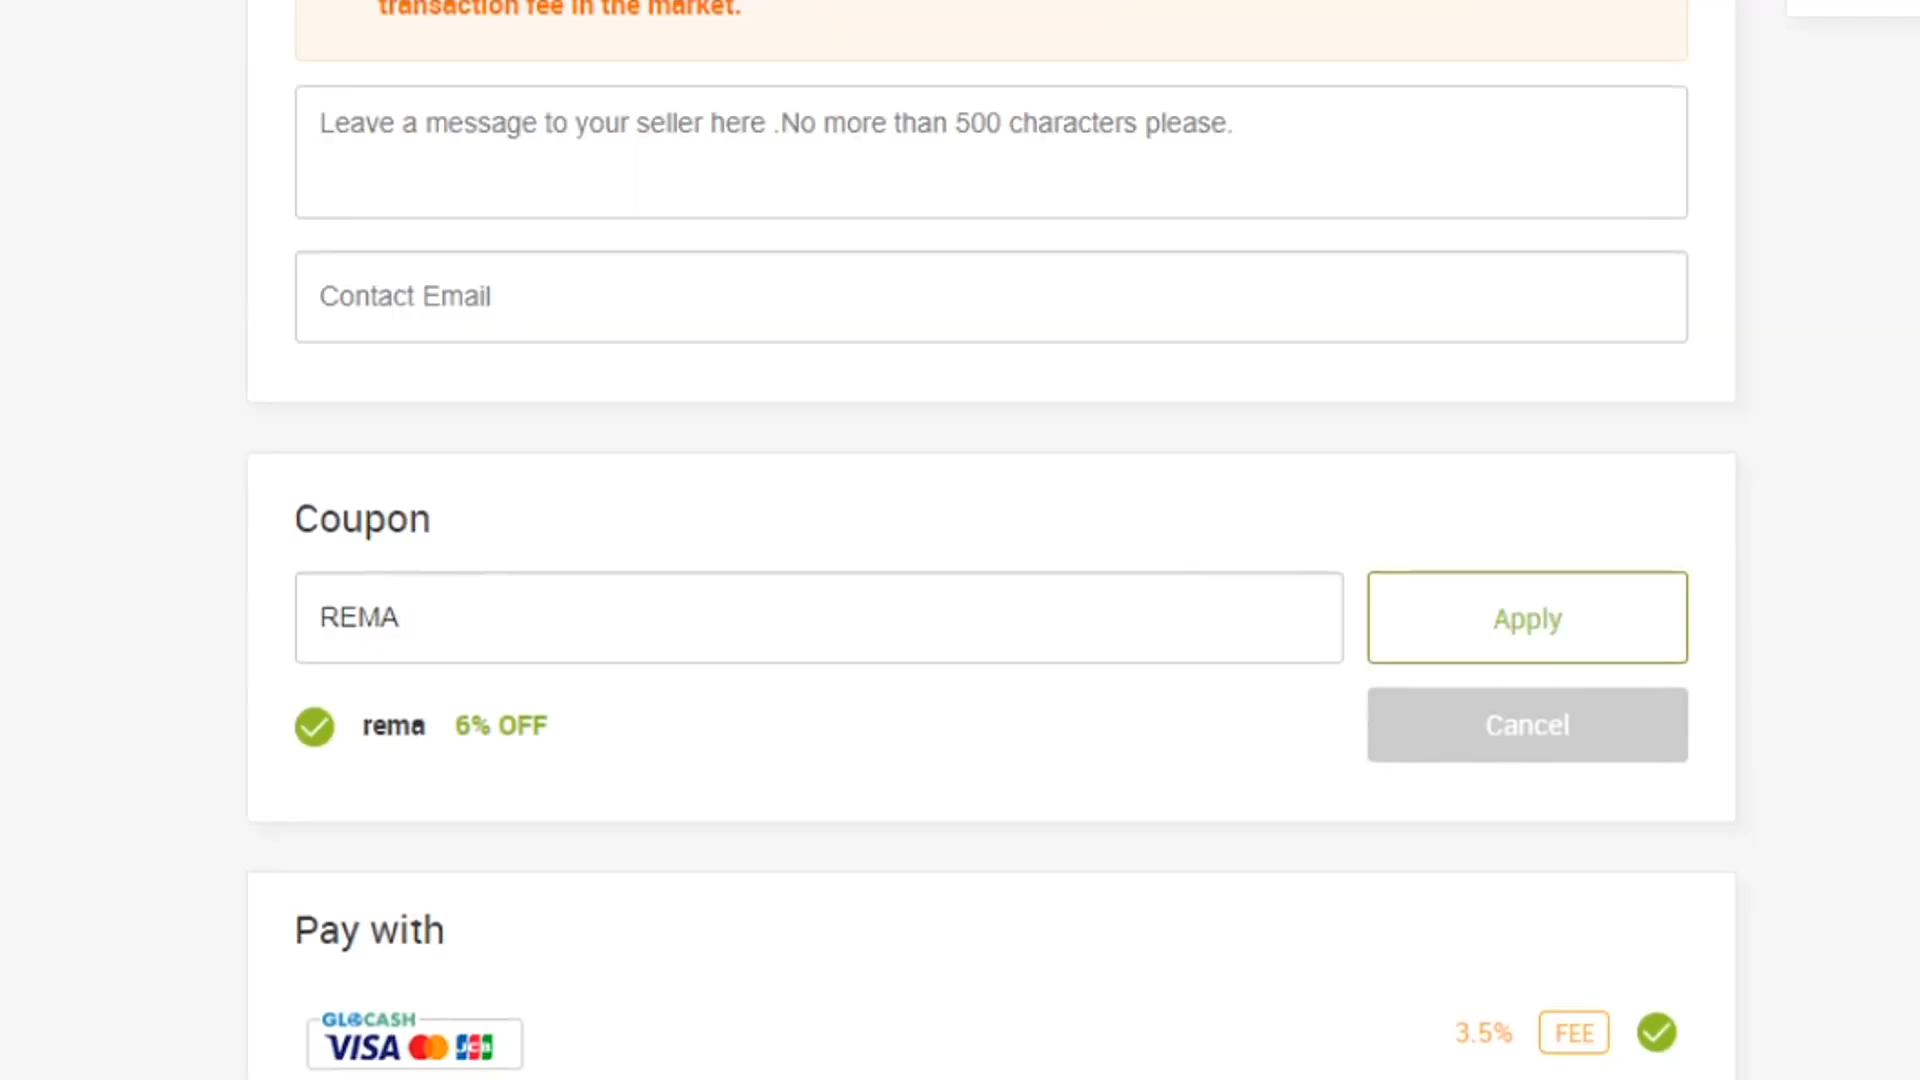 transaction fee in the market.
Leave a message to your seller here .No more than 500 characters please.
Contact Email
Coupon
REMA
Apply
rema 6% OFF
Cancel
Pay with
GLOCASH
VISA JCB
3.5% FEE